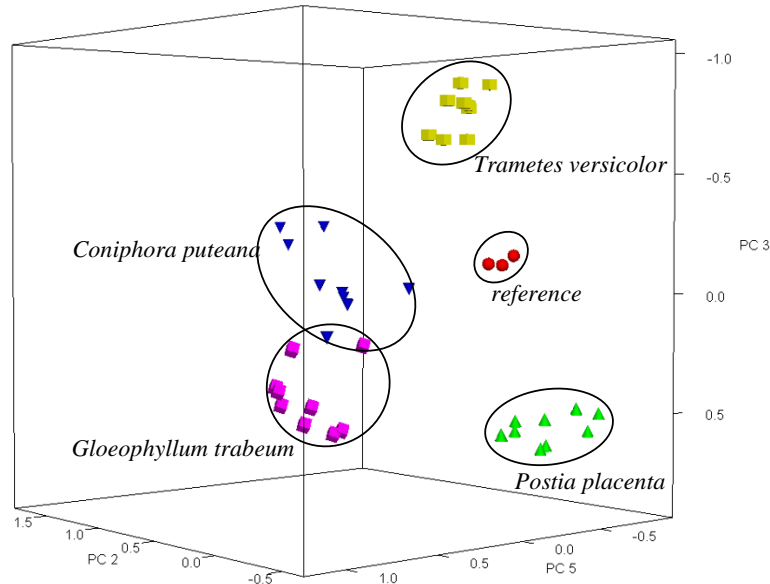 -1.0
Trametes versicolor
-0.5
PC 3
Coniphora puteana
reference
0.0
0.5
Gloeophyllum trabeum
Postia placenta
1.5
1.0
0.5
0.0
-0.5
PC 2
1.0
0.5
0.0
-0.5
PC 5